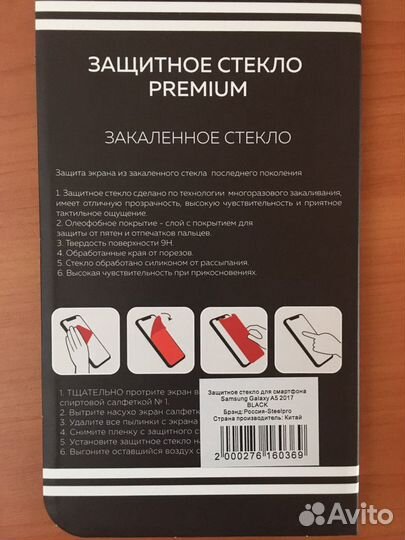 ЗАЩИТНОЕ СТЕКЛО
PREMIUM
ЗАКАЛЕННОЕ СТЕКЛО
Защита экрана из закаленного стекла последнего поколения
1. Защитное стекло сделано по технологии многоразового закаливания,
имеет отличную прозрачность, высокую чувствительность и приятное
тактильное ощущение.
2. Олеофобное покрытие - слой с покрытием для
защиты от пятен и отпечатков пальцев.
3. Твердость поверхности 9H.
4. Обработанные края от порезов.
5. Стекло обработано силиконом от рассыпания.
6. Высокая чувствительность при прикосновениях.
1. ТЩАТЕЛЬНО протрите экран в
спиртовой салфеткой № 1.
2. Вытрите насухо экран салфетк
3. Удалите все пылинки с экрана
4. Снимите пленку с защитного с
5. Установите защитное стекло н
6. Выгоните оставшийся воздух с
Защитное стекло для смартфона
Samsung Galaxy A5 2017
BLACK
Брэнд: Россия-Steelpro
Страна производитель: Китай
2 000276 160369
Avito